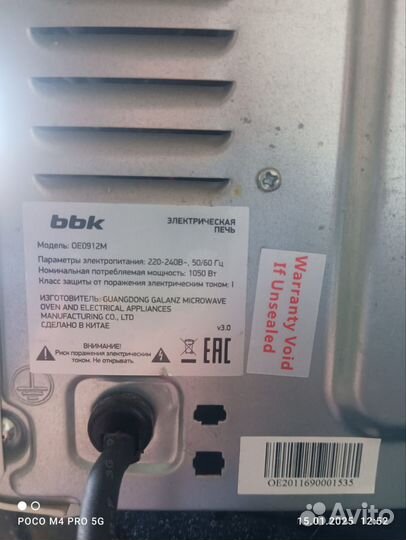 bbk
ЭЛЕКТРИЧЕСКАЯ
ПЕЧЬ
Модель: OE0912M
Параметры электропитания: 220-240В~, 50/60 Гц
Номинальная потребляемая мощность: 1050 Вт
Класс защиты от поражения электрическим током: I
ИЗГОТОВИТЕЛЬ: GUANGDONG GALANZ MICROWAVE
OVEN AND ELECTRICAL APPLIANCES
MANUFACTURING CO., LTD
СДЕЛАНО В КИТАЕ
v3.0
ВНИМАНИЕ!
Риск поражения электрическим
током. Не открывать.
EAC
Warranty Void
If Unsealed
OE2011690001535
POCO M4 PRO 5G
15.01.2025 12:52
Avito